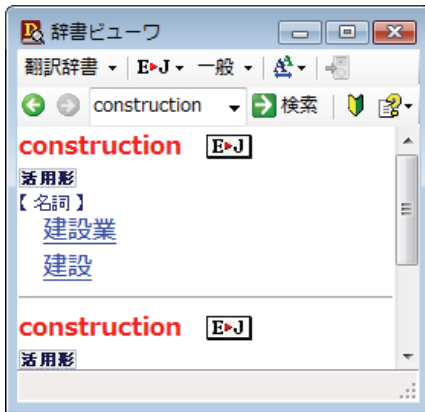 辞書ビューワ
翻訳辞書 E▸J 一般
construction 検索
construction E▸J
活用形
【名詞】
建設業
建設
construction E▸J
活用形